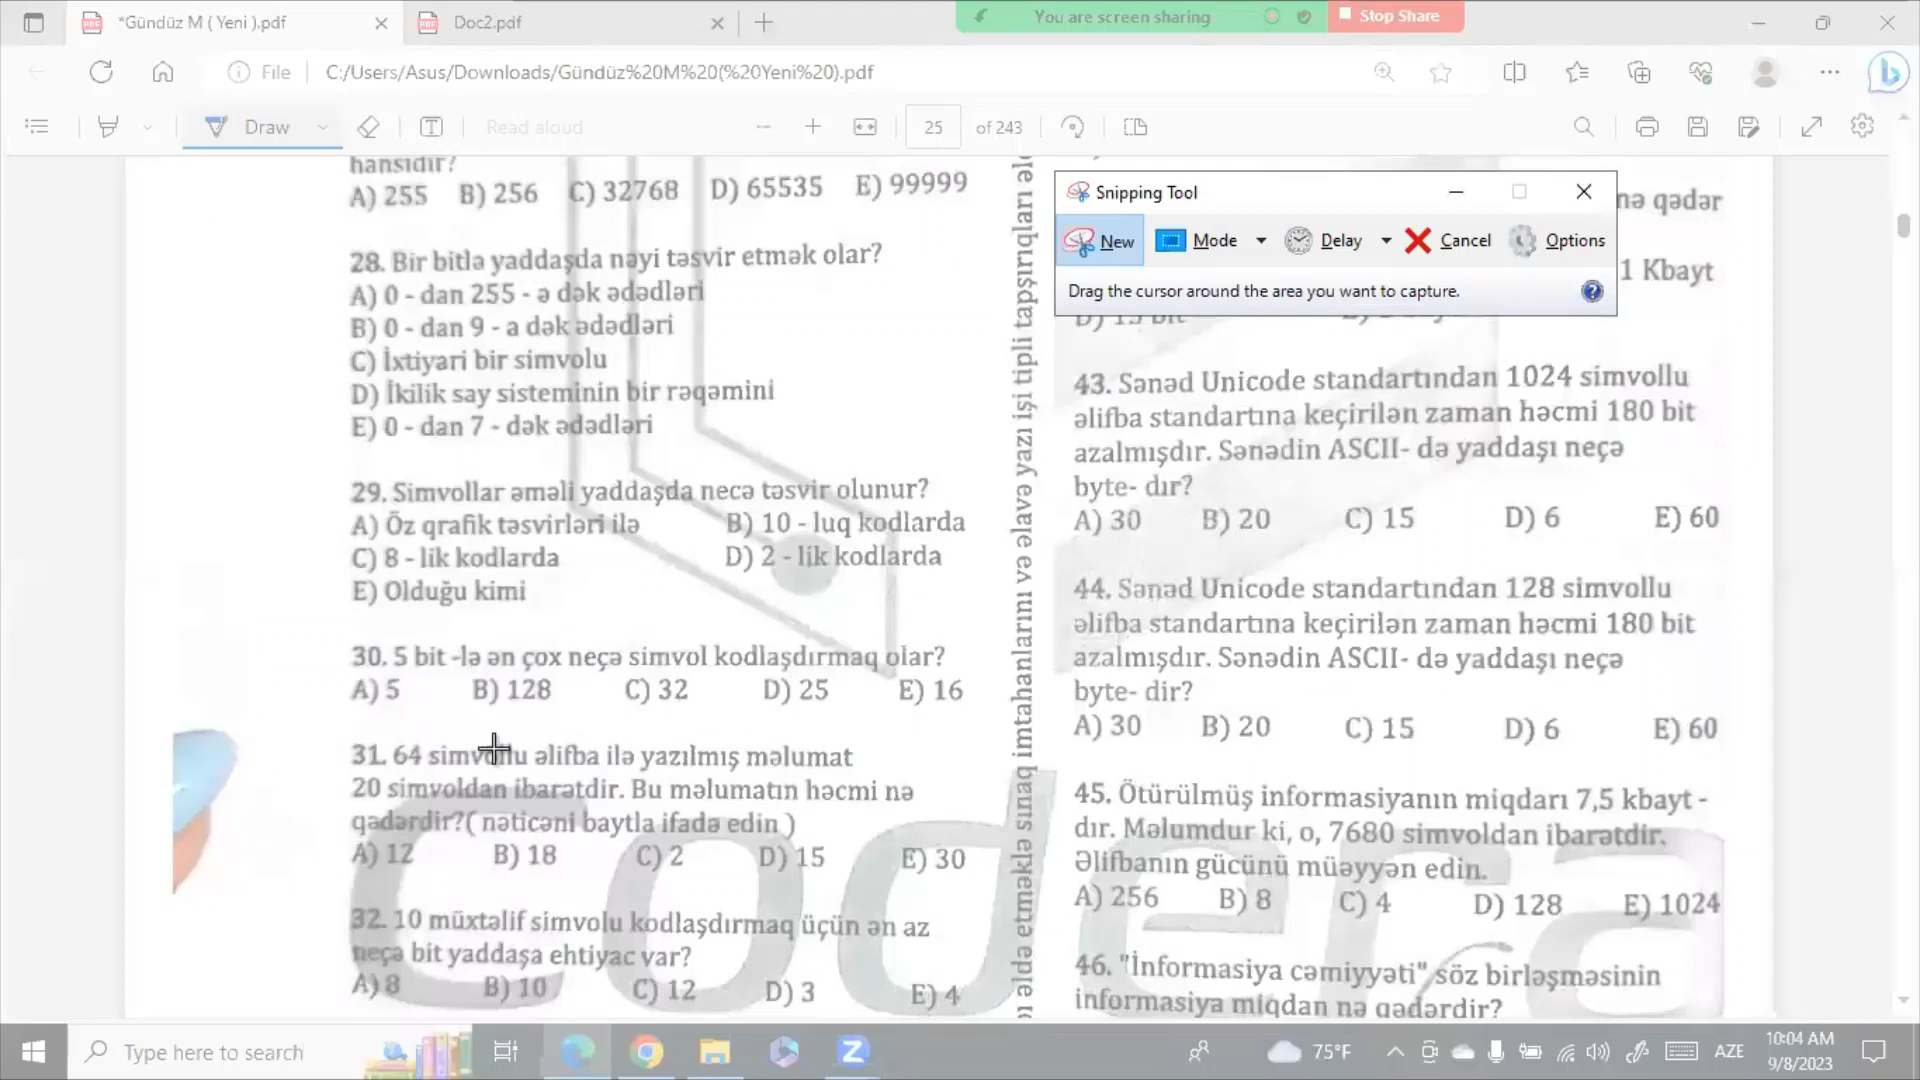 *Gündüz M ( Yeni ).pdf
Doc2.pdf
You are screen sharing
Stop Share
File
C:/Users/Asus/Downloads/Gündüz%20M%20(%20Yeni%20).pdf
Draw
Read aloud
25
of 243
hansıdır?
A) 255 B) 256 C) 32768 D) 65535 E) 99999
28. Bir bitlə yaddaşda nəyi təsvir etmək olar?
A) 0 - dan 255 - ə dək ədədləri
B) 0 - dan 9 - a dək ədədləri
C) İxtiyari bir simvolu
D) İkilik say sisteminin bir rəqəmini
E) 0 - dan 7 - dək ədədləri
29. Simvollar əməli yaddaşda necə təsvir olunur?
A) Öz qrafik təsvirləri ilə B) 10 - luq kodlarda
C) 8 - lik kodlarda D) 2 - lik kodlarda
E) Olduğu kimi
30. 5 bit -lə ən çox neçə simvol kodlaşdırmaq olar?
A) 5 B) 128 C) 32 D) 25 E) 16
31. 64 simvollu əlifba ilə yazılmış məlumat
20 simvoldan ibarətdir. Bu məlumatın həcmi nə
qədərdir?( nəticəni baytla ifadə edin )
A) 12 B) 18 C) 2 D) 15 E) 30
32. 10 müxtəlif simvolu kodlaşdırmaq üçün ən az
neçə bit yaddaşa ehtiyac var?
A) 8 B) 10 C) 12 D) 3 E) 4
Snipping Tool
New Mode Delay Cancel Options
Drag the cursor around the area you want to capture.
nə qədər
1 Kbayt
43. Sənəd Unicode standartından 1024 simvollu
əlifba standartına keçirilən zaman həcmi 180 bit
azalmışdır. Sənədin ASCII- də yaddaşı neçə
byte- dır?
A) 30 B) 20 C) 15 D) 6 E) 60
44. Sənəd Unicode standartından 128 simvollu
əlifba standartına keçirilən zaman həcmi 180 bit
azalmışdır. Sənədin ASCII- də yaddaşı neçə
byte- dir?
A) 30 B) 20 C) 15 D) 6 E) 60
45. Ötürülmüş informasiyanın miqdarı 7,5 kbayt -
dır. Məlumdur ki, o, 7680 simvoldan ibarətdir.
Əlifbanın gücünü müəyyən edin.
A) 256 B) 8 C) 4 D) 128 E) 1024
46. "İnformasiya cəmiyyəti" söz birləşməsinin
informasiya miqdarı nə qədərdir?
Codera
Type here to search
75°F
AZE
10:04 AM
9/8/2023